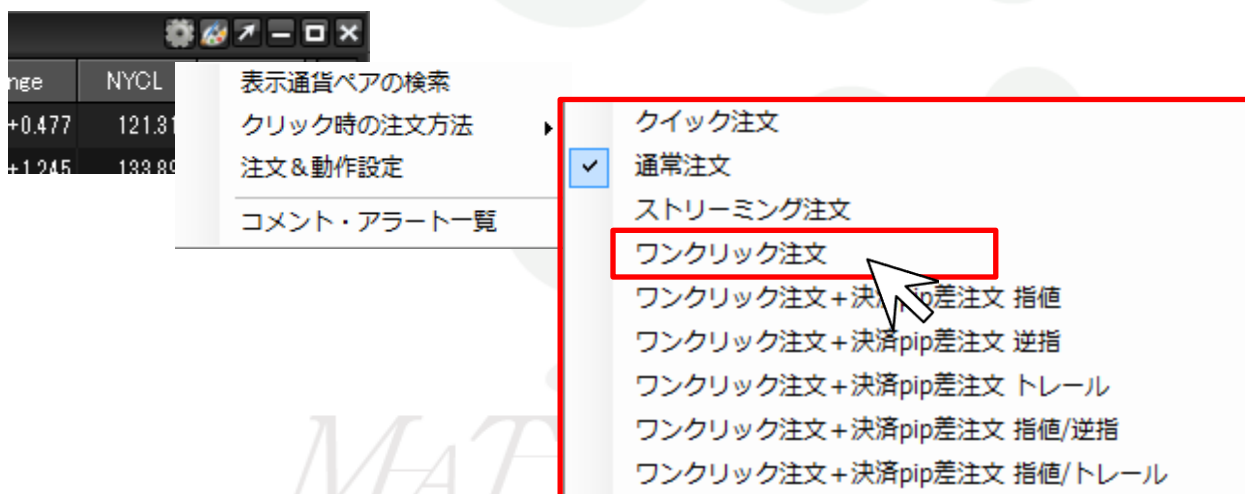 nge NYCL
+0.477 121.31
+1.245 133.89
表示通貨ペアの検索
クリック時の注文方法
注文&動作設定
コメント・アラート一覧
クイック注文
通常注文
ストリーミング注文
ワンクリック注文
ワンクリック注文+決済pip差注文 指値
ワンクリック注文+決済pip差注文 逆指
ワンクリック注文+決済pip差注文 トレール
ワンクリック注文+決済pip差注文 指値/逆指
ワンクリック注文+決済pip差注文 指値/トレール